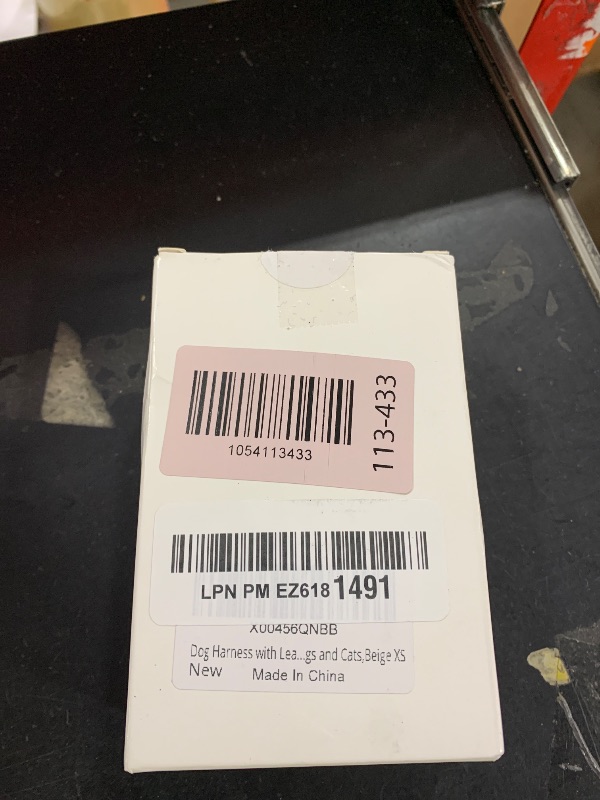 1054113433
113-433
LPN PM EZ618 1491
X00456QNBB
Dog Harness with Lea...gs and Cats,Beige XS
New
Made In China